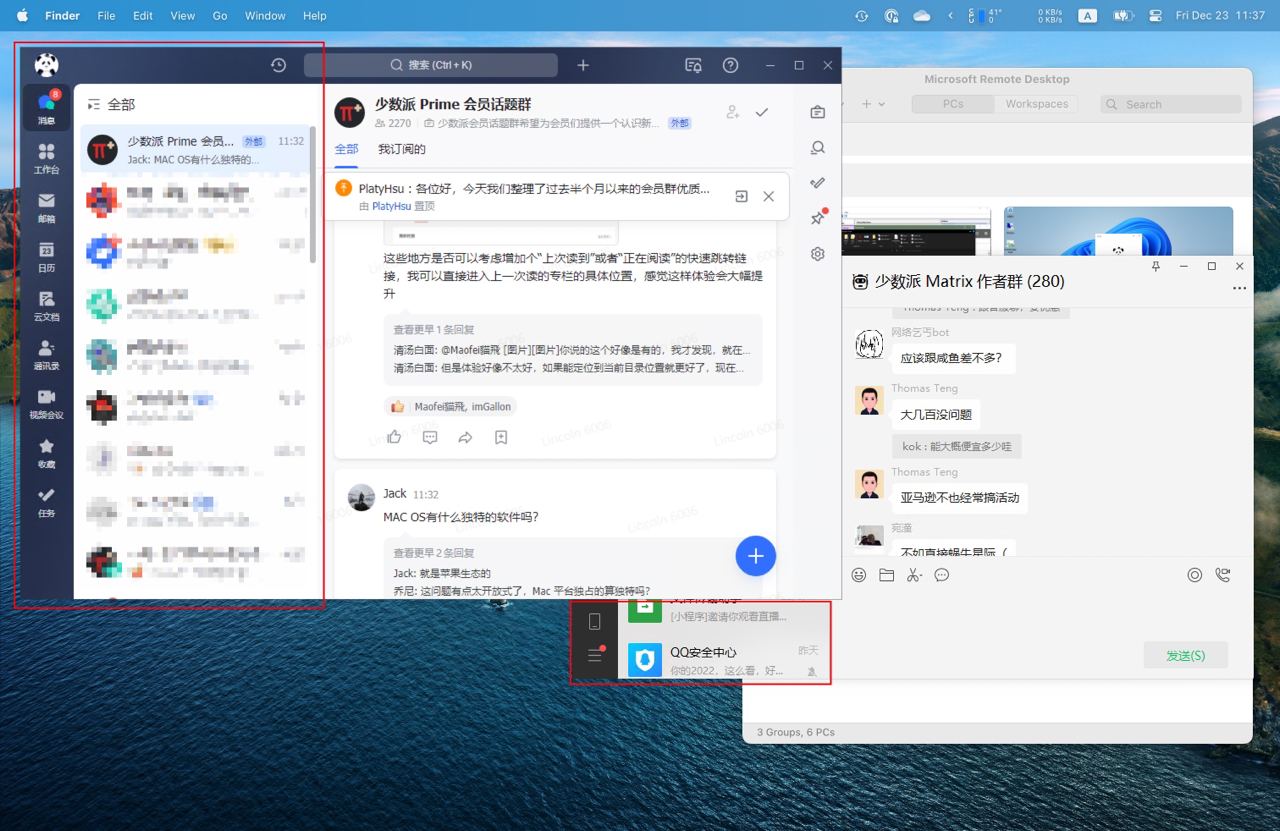 Finder File Edit View Go Window Help
41°
0°
0 KB/s
0 KB/s
A
Fri Dec 23 11:37
搜索 (Ctrl + K)
8
消息
工作台
邮箱
23
日历
云文档
通讯录
视频会议
收藏
任务
全部
少数派 Prime 会员... 外部 11:32
Jack: MAC OS有什么独特的...
少数派 Prime 会员话题群
2270 少数派会员话题群希望为会员们提供一个认识新... 外部
全部 我订阅的
PlatyHsu：各位好，今天我们整理了过去半个月以来的会员群优质...
由 PlatyHsu 置顶
这些地方是否可以考虑增加个“上次读到”或者“正在阅读”的快速跳转链
接，我可以直接进入上一次读的专栏的具体位置，感觉这样体验会大幅提
升
查看更早 1 条回复
清汤白面: @Maofei猫飛 [图片][图片]你说的这个好像是有的，我才发现，就在...
清汤白面: 但是体验好像不太好，如果能定位到当前目录位置就更好了，现在...
Maofei猫飛, imGallon
Lincoln 6006
Lincoln 6006
Lincoln 6006
Jack 11:32
MAC OS有什么独特的软件吗?
查看更早 2 条回复
Jack: 就是苹果生态的
乔尼: 这问题有点太开放式了，Mac 平台独占的算独特吗?
[小程序]邀请你观看直播...
QQ安全中心 昨天
你的2022，这么看，好...
Microsoft Remote Desktop
PCs Workspaces
Search
少数派 Matrix 作者群 (280)
网络乞丐bot
应该跟咸鱼差不多?
Thomas Teng
大几百没问题
kok：能大概便宜多少哇
Thomas Teng
亚马逊不也经常搞活动
宛潼
不如直接蜗牛星际（
发送(S)
3 Groups, 6 PCs